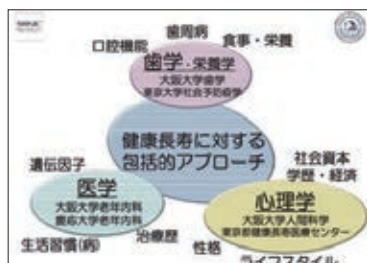 歯周病
口腔機能
食事・栄養
歯学・栄養学
大阪大学歯学
東京大学社会予防疫学
健康長寿に対する
包括的アプローチ
遺伝因子
社会資本
学歴・経済
医学
大阪大学老年内科
慶応大学老年内科
心理学
大阪大学人間科学
東京都健康長寿医療センター
生活習慣(病)
治療歴
性格
ライフスタイル